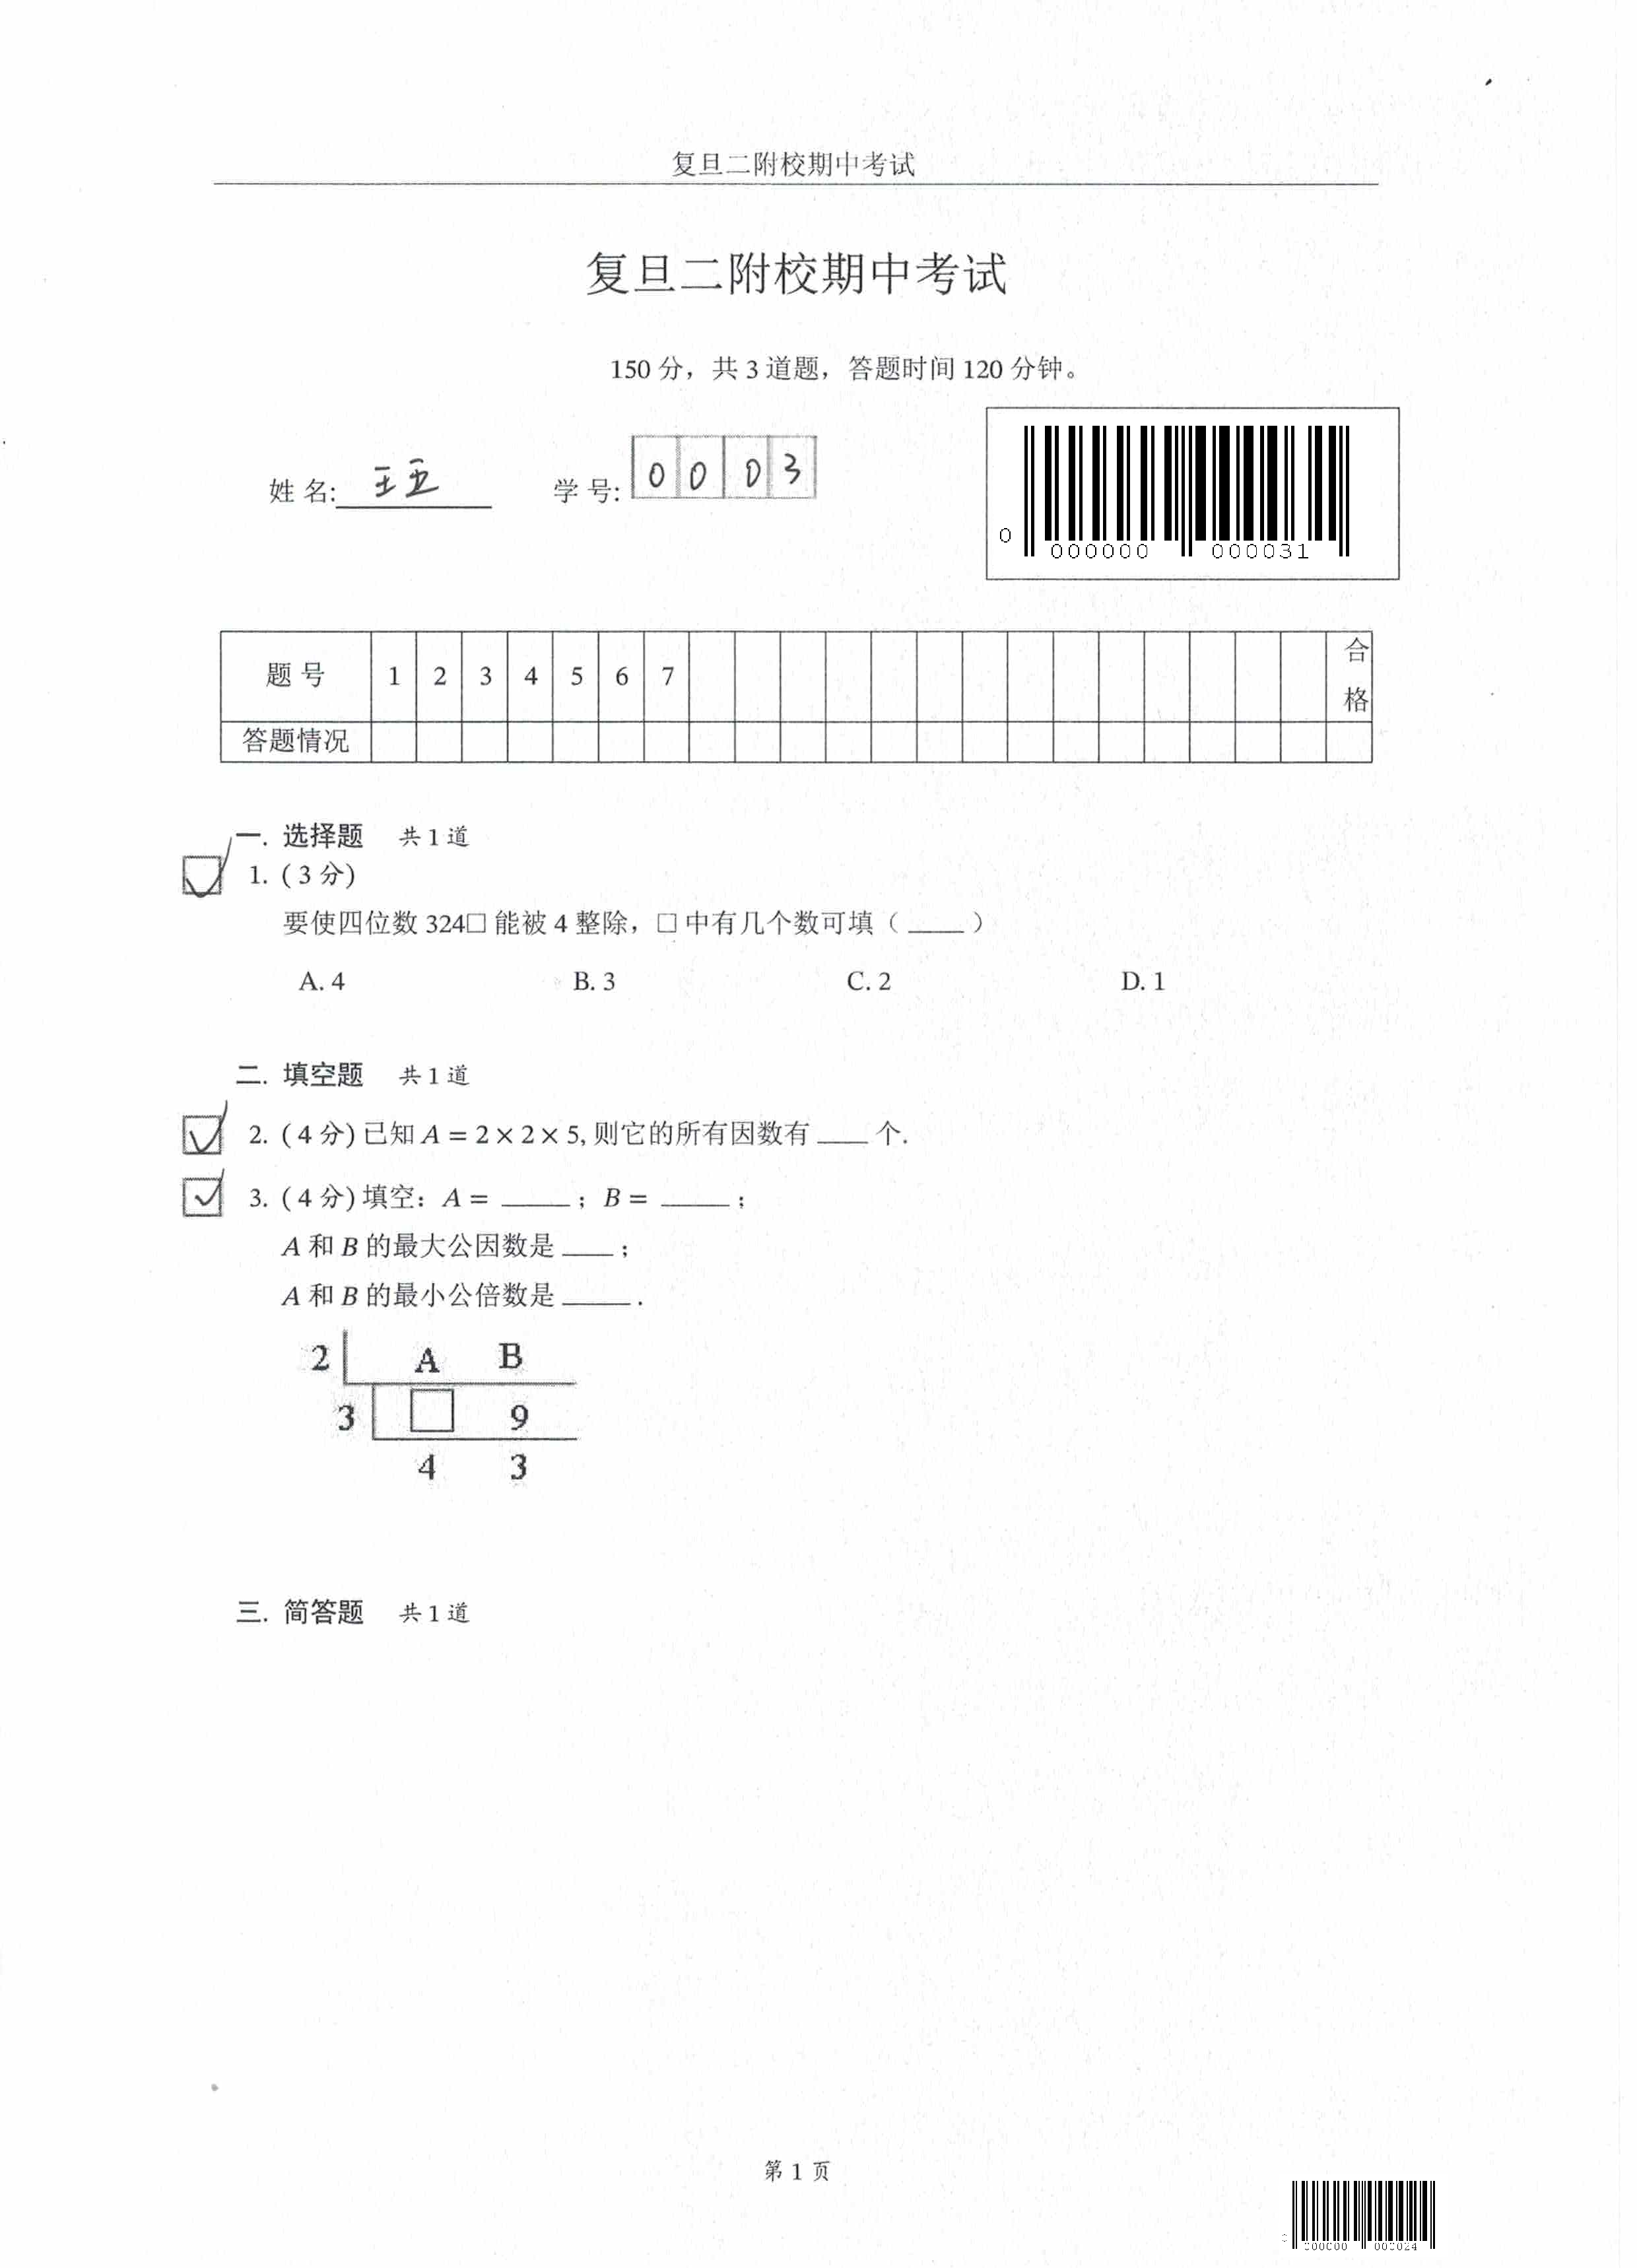 复旦二附校期中考试
复旦二附校期中考试
150 分，共 3 道题，答题时间 120 分钟。
姓 名: 王五 学 号: 0 0 0 3
0 000000 000031
题 号 1 2 3 4 5 6 7 合格
答题情况
一. 选择题 共 1 道
1. ( 3 分)
要使四位数 324□ 能被 4 整除，□ 中有几个数可填（ ____ ）
A. 4 B. 3 C. 2 D. 1
二. 填空题 共 1 道
2. ( 4 分) 已知 A = 2 × 2 × 5, 则它的所有因数有 ____ 个.
3. ( 4 分) 填空：A = _____ ；B = _____ ；
A 和 B 的最大公因数是 ____ ；
A 和 B 的最小公倍数是 _____ .
2 A B
3 □ 9
4 3
三. 简答题 共 1 道
第 1 页